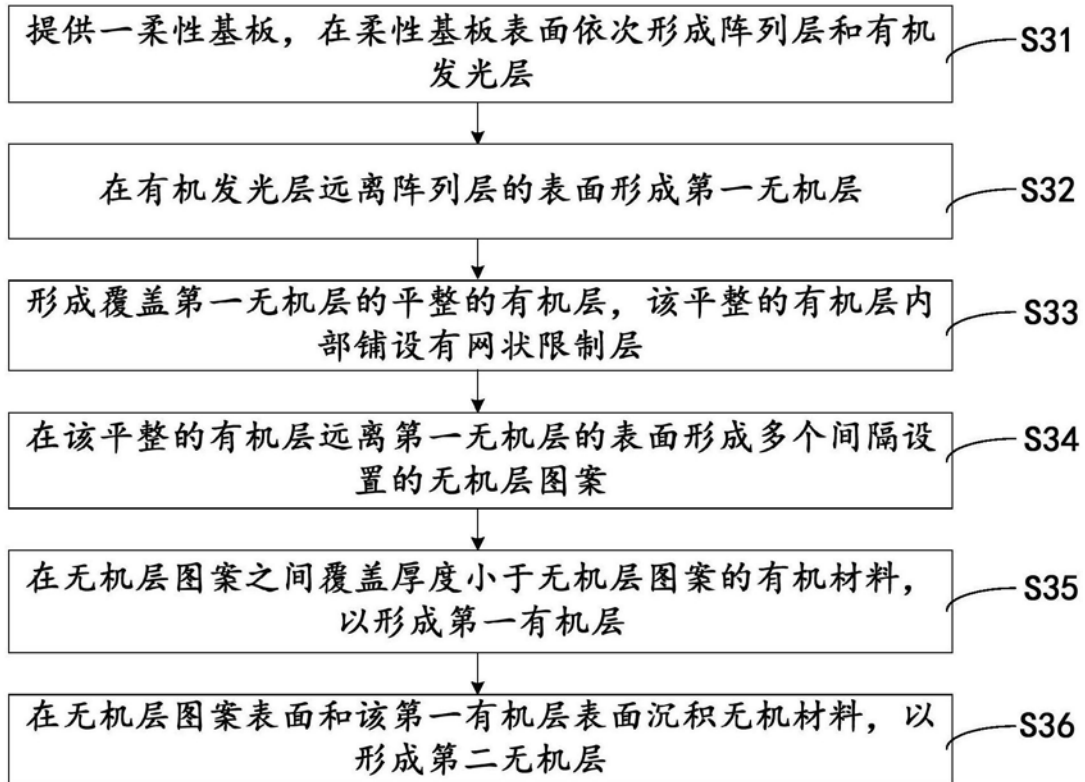 提供一柔性基板，在柔性基板表面依次形成阵列层和有机
发光层
S31
在有机发光层远离阵列层的表面形成第一无机层
S32
形成覆盖第一无机层的平整的有机层，该平整的有机层内
部铺设有网状限制层
S33
在该平整的有机层远离第一无机层的表面形成多个间隔设
置的无机层图案
S34
在无机层图案之间覆盖厚度小于无机层图案的有机材料，
以形成第一有机层
S35
在无机层图案表面和该第一有机层表面沉积无机材料，以
形成第二无机层
S36